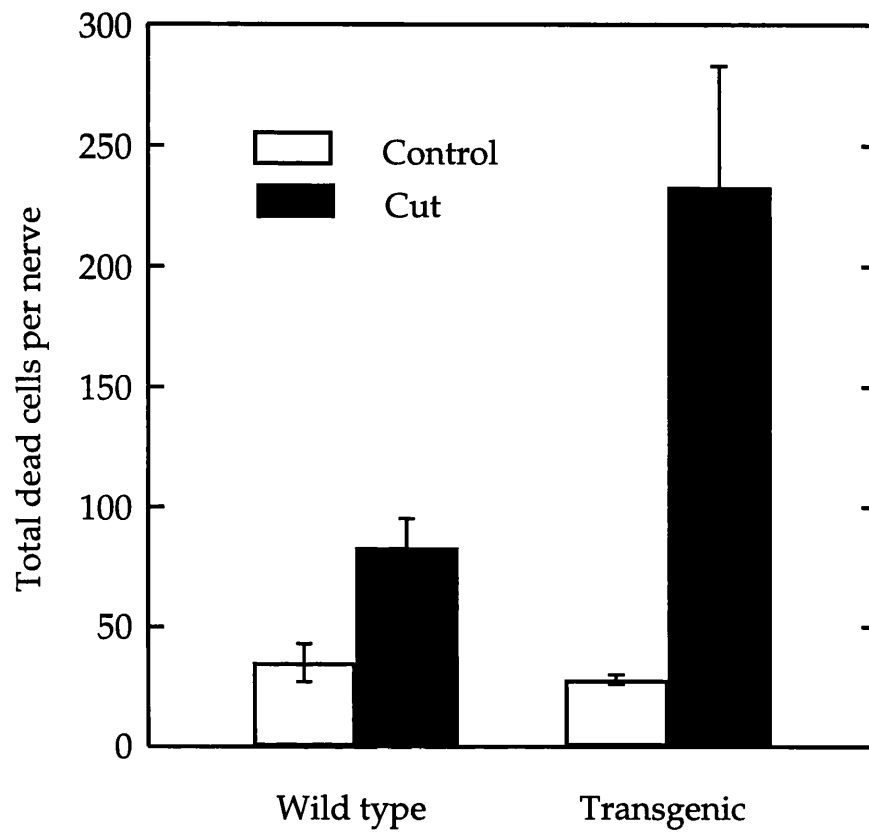 300
250
200
150
100
50
0
Total dead cells per nerve
Control
Cut
Wild type
Transgenic